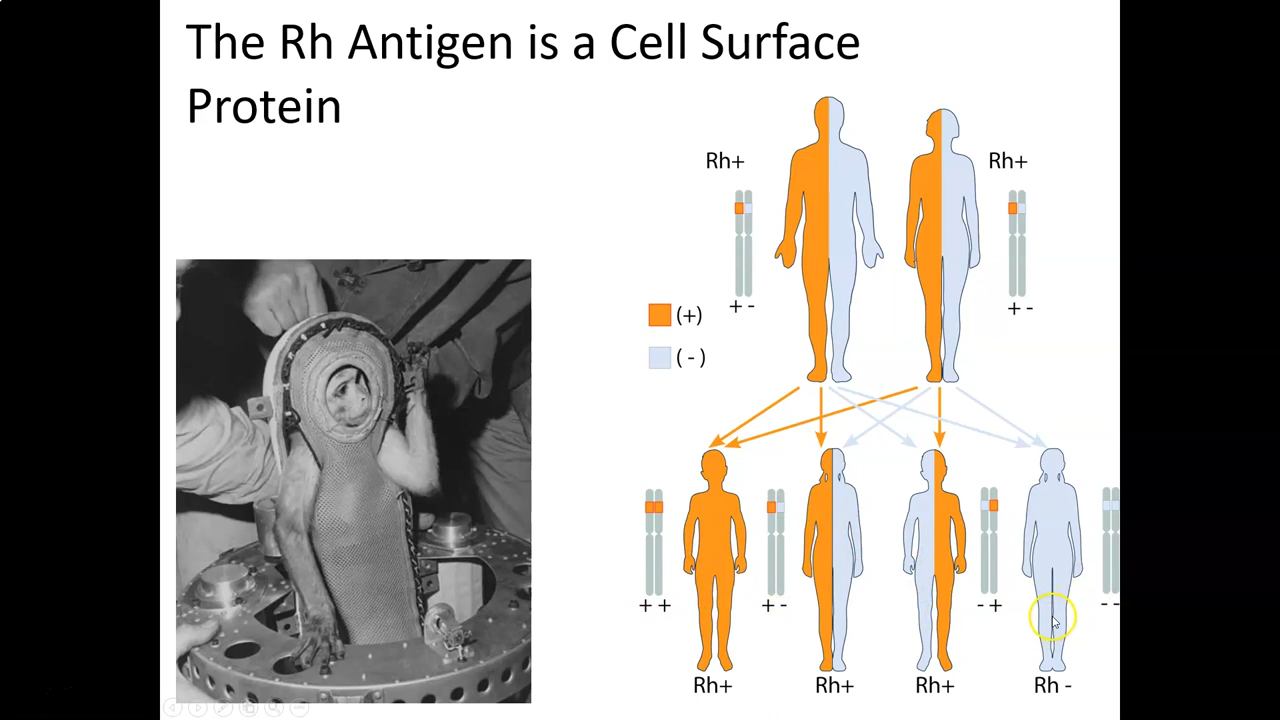 The Rh Antigen is a Cell Surface
Protein
Rh+
Rh+
+ -
+ -
(+)
( - )
+ +
+ -
- +
--
Rh+
Rh+
Rh+
Rh -